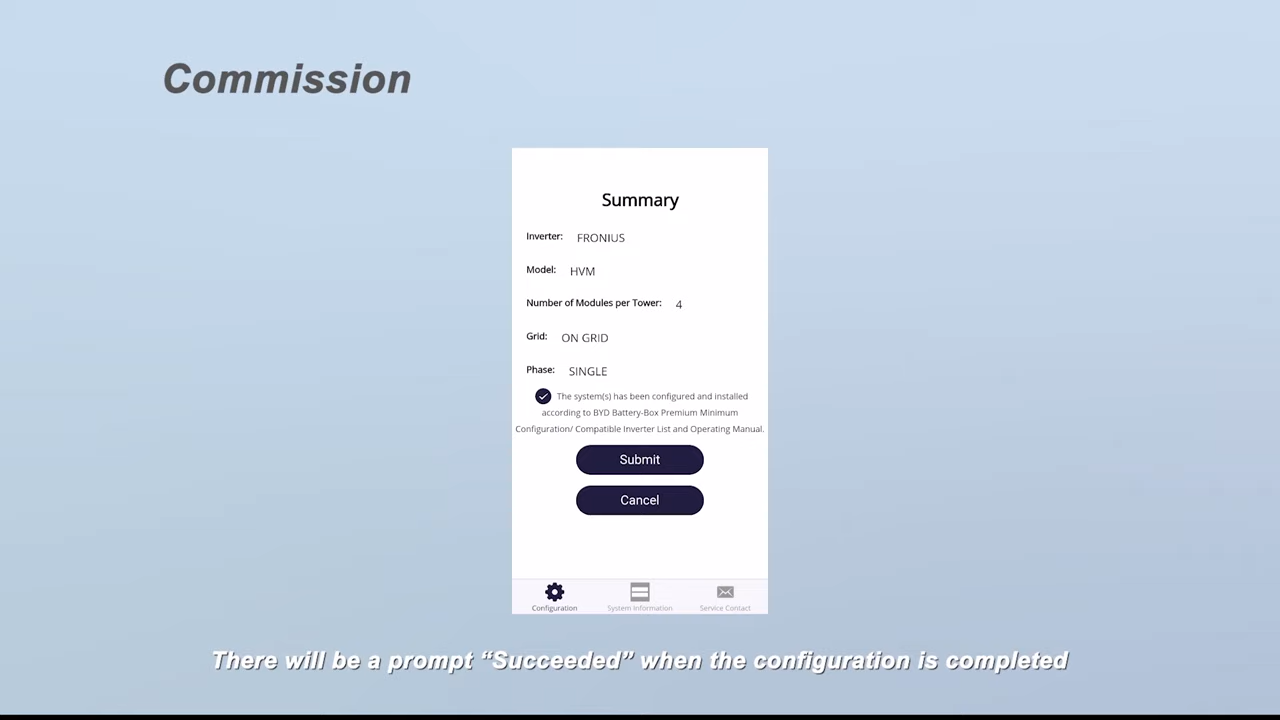 Commission
Summary
Inverter: FRONIUS
Model: HVM
Number of Modules per Tower: 4
Grid: ON GRID
Phase: SINGLE
The system(s) has been configured and installed
according to BYD Battery-Box Premium Minimum
Configuration/ Compatible Inverter List and Operating Manual.
Submit
Cancel
Configuration System Information Service Contact
There will be a prompt “Succeeded” when the configuration is completed